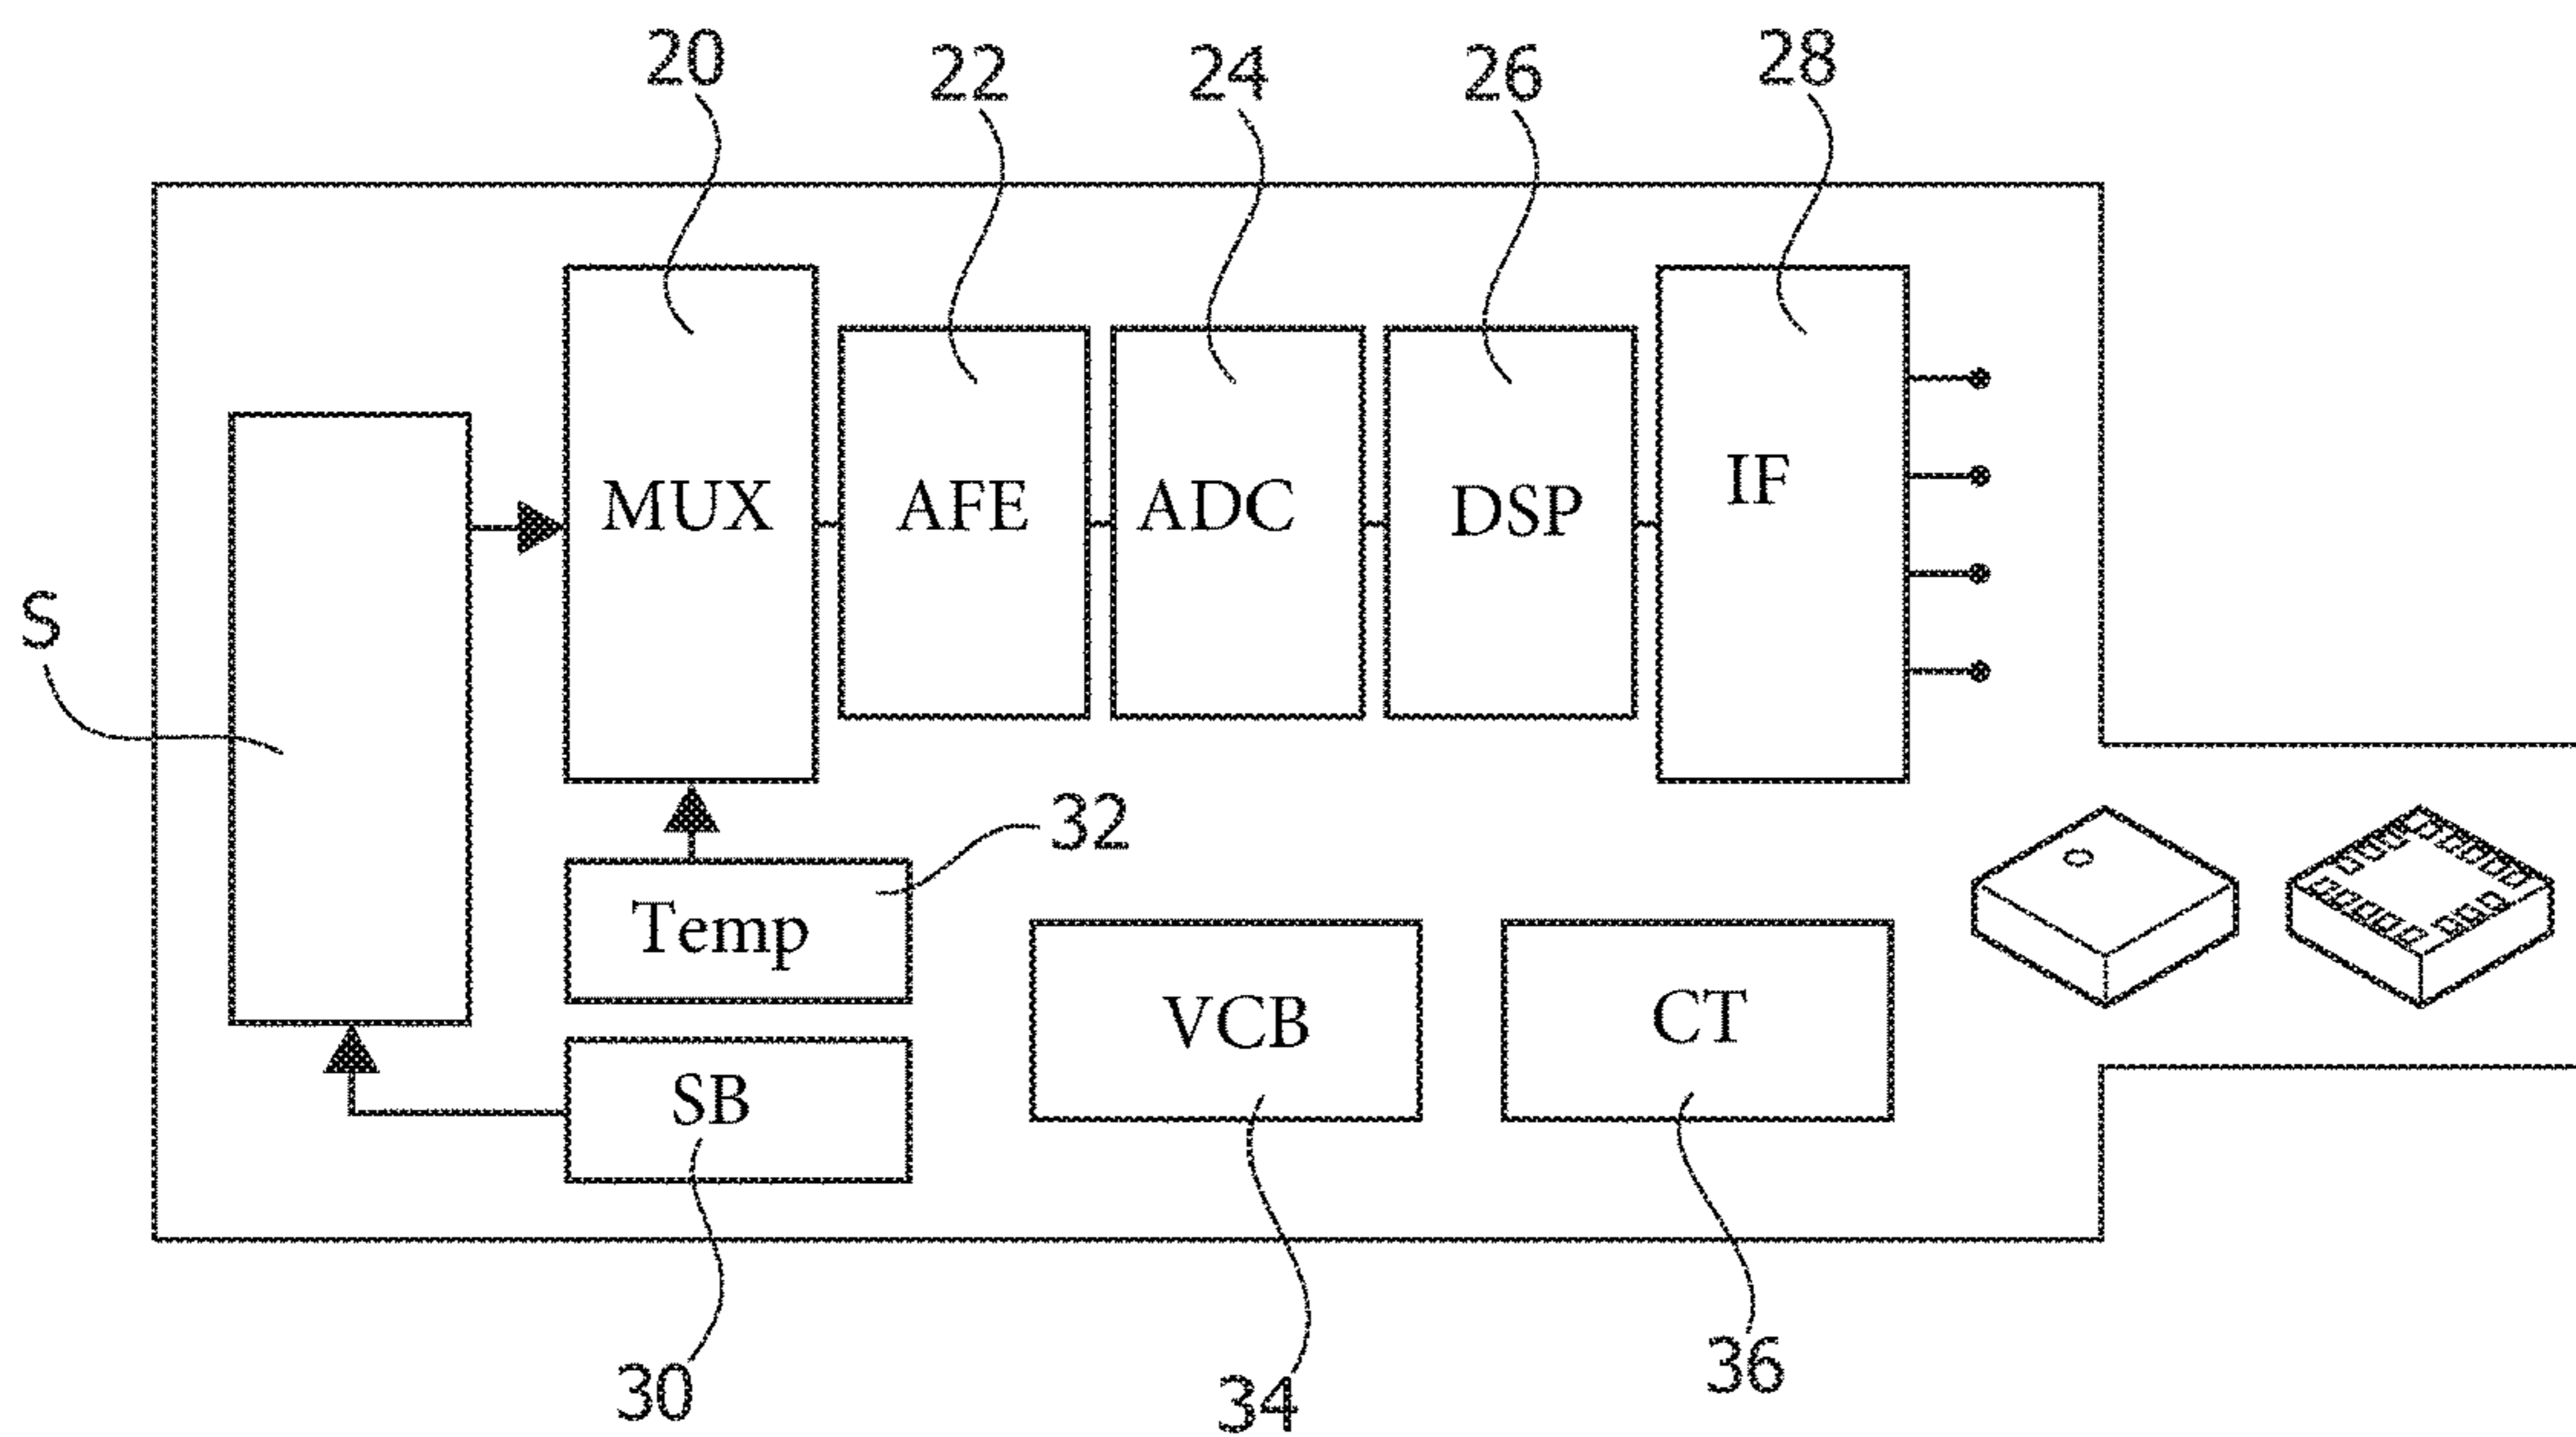 20 22 24 26 28
MUX AFE ADC DSP IF
S
32
Temp
VCB CT
SB
30 34 36